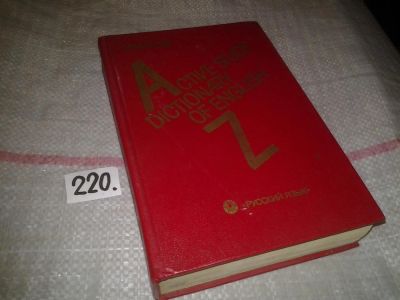 ACTIVE STUDY
DICTIONARY
OF ENGLISH
Z
«РУССКИЙ ЯЗЫК»
220.